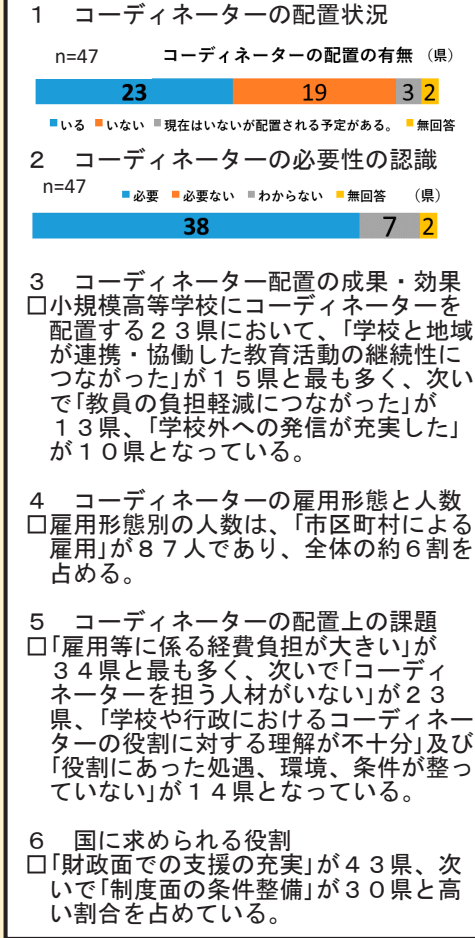 １　コーディネーターの配置状況
n=47　コーディネーターの配置の有無（県）
23　19　3　2
■いる　■いない　■現在はいないが配置される予定がある。　■無回答
２　コーディネーターの必要性の認識
n=47　■必要　■必要ない　■わからない　■無回答　（県）
38　7　2
３　コーディネーター配置の成果・効果
□小規模高等学校にコーディネーターを
配置する２３県において、「学校と地域
が連携・協働した教育活動の継続性に
つながった」が１５県と最も多く、次い
で「教員の負担軽減につながった」が
１３県、「学校外への発信が充実した」
が１０県となっている。
４　コーディネーターの雇用形態と人数
□雇用形態別の人数は、「市区町村による
雇用」が８７人であり、全体の約６割を
占める。
５　コーディネーターの配置上の課題
□「雇用等に係る経費負担が大きい」が
３４県と最も多く、次いで「コーディ
ネーターを担う人材がいない」が２３
県、「学校や行政におけるコーディネー
ターの役割に対する理解が不十分」及び
「役割にあった処遇、環境、条件が整っ
ていない」が１４県となっている。
６　国に求められる役割
□「財政面での支援の充実」が４３県、次
いで「制度面の条件整備」が３０県と高
い割合を占めている。